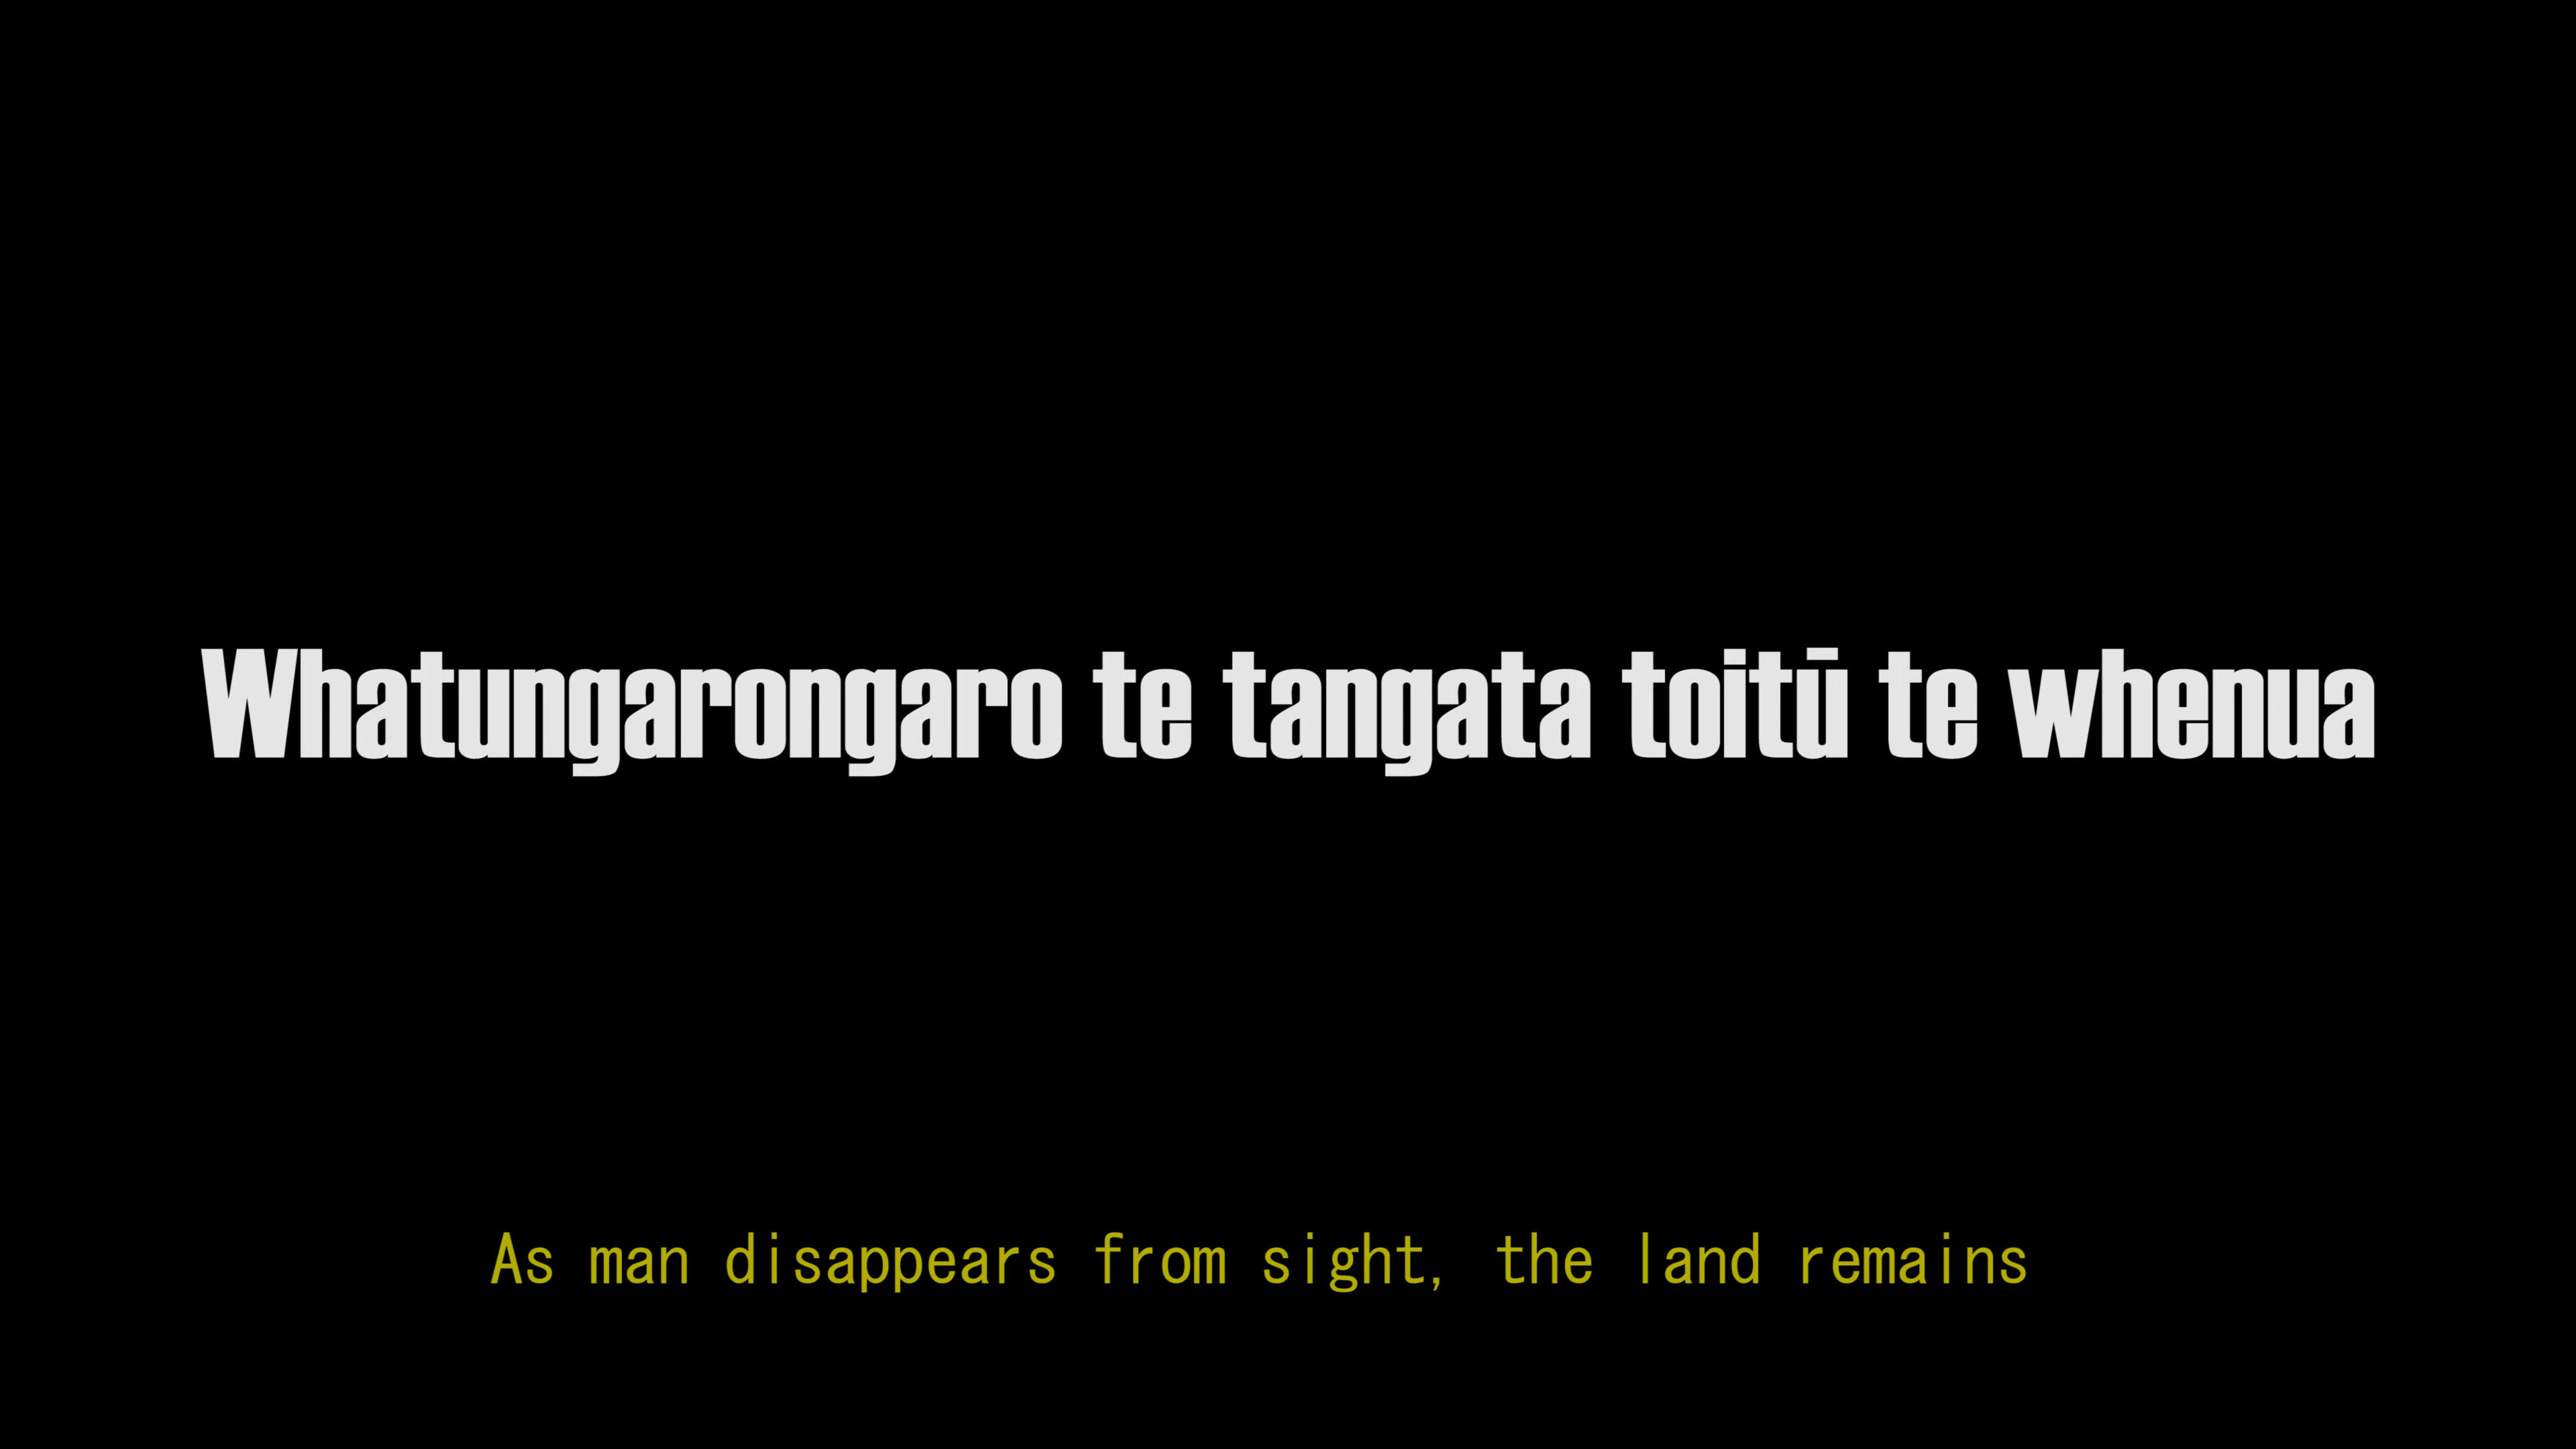 Whatungarongaro te tangata toitū te whenua
As man disappears from sight, the land remains